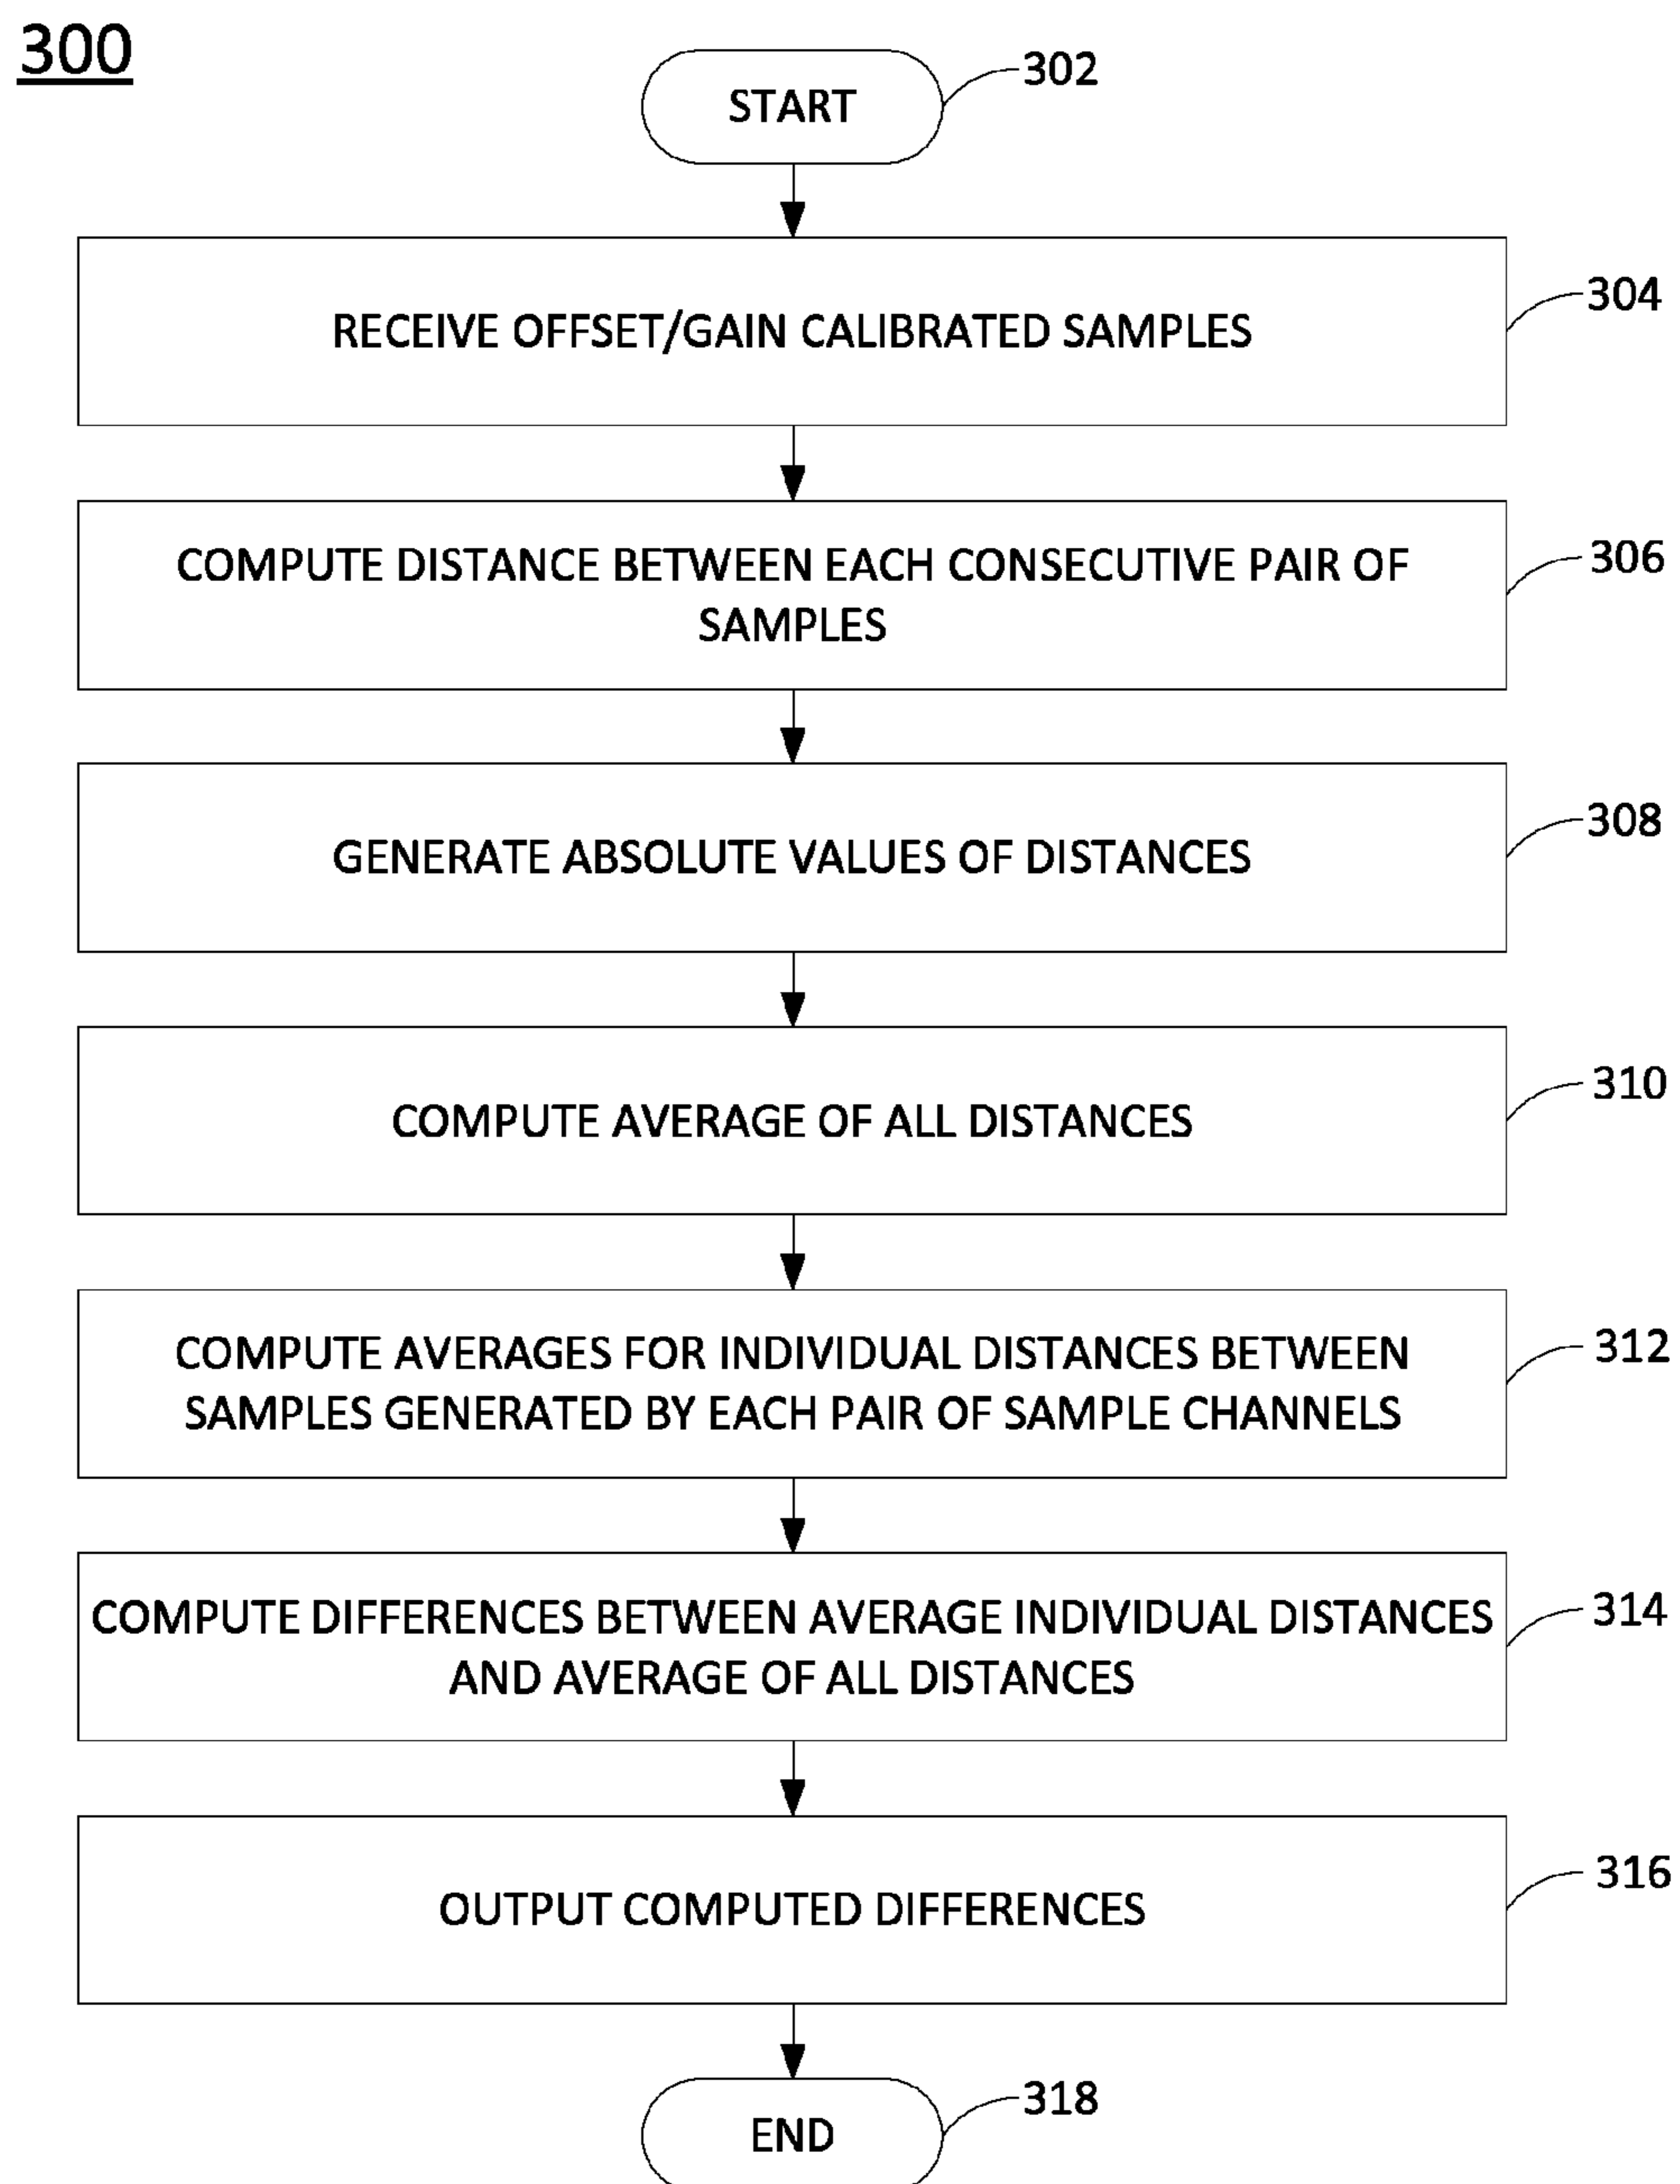 300
START
302
RECEIVE OFFSET/GAIN CALIBRATED SAMPLES
304
COMPUTE DISTANCE BETWEEN EACH CONSECUTIVE PAIR OF
SAMPLES
306
GENERATE ABSOLUTE VALUES OF DISTANCES
308
COMPUTE AVERAGE OF ALL DISTANCES
310
COMPUTE AVERAGES FOR INDIVIDUAL DISTANCES BETWEEN
SAMPLES GENERATED BY EACH PAIR OF SAMPLE CHANNELS
312
COMPUTE DIFFERENCES BETWEEN AVERAGE INDIVIDUAL DISTANCES
AND AVERAGE OF ALL DISTANCES
314
OUTPUT COMPUTED DIFFERENCES
316
END
318